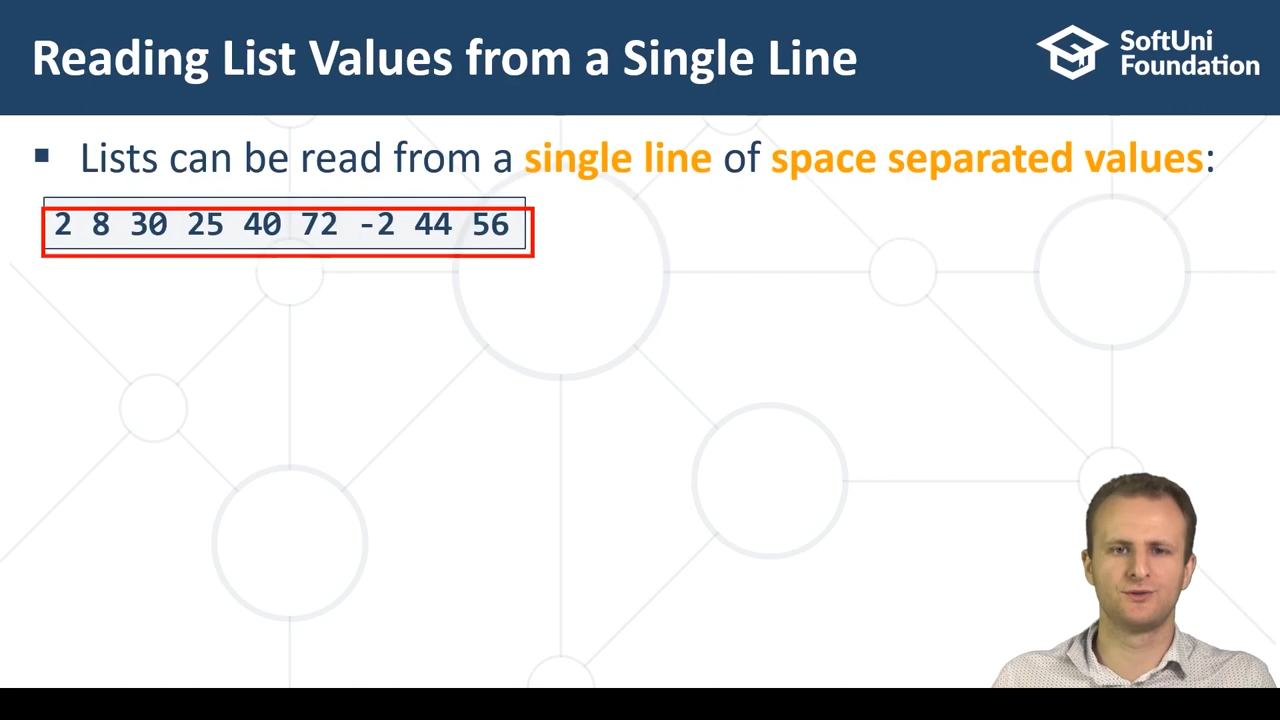 Reading List Values from a Single Line
SoftUni
Foundation
▪ Lists can be read from a single line of space separated values:
2 8 30 25 40 72 -2 44 56